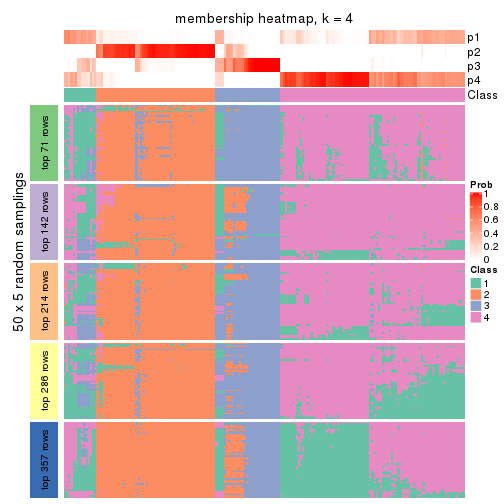 membership heatmap, k = 4
p1
p2
p3
p4
Class
50 x 5 random samplings
top 71 rows
top 142 rows
top 214 rows
top 286 rows
top 357 rows
Prob
1
0.8
0.6
0.4
0.2
0
Class
1
2
3
4